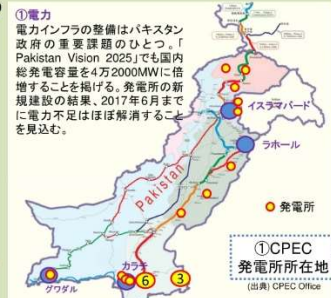 ①電力
電力インフラの整備はパキスタン
政府の重要課題のひとつ。「
Pakistan Vision 2025」でも国内
総発電容量を4万2000MWに倍
増することを掲げる。発電所の新
規建設の結果、2017年6月まで
に電力不足はほぼ解消すること
を見込む。
イスラマバード
ラホール
Pakistan
発電所
カラチ
グワダル
6
3
①CPEC
発電所所在地
(出典) CPEC Office